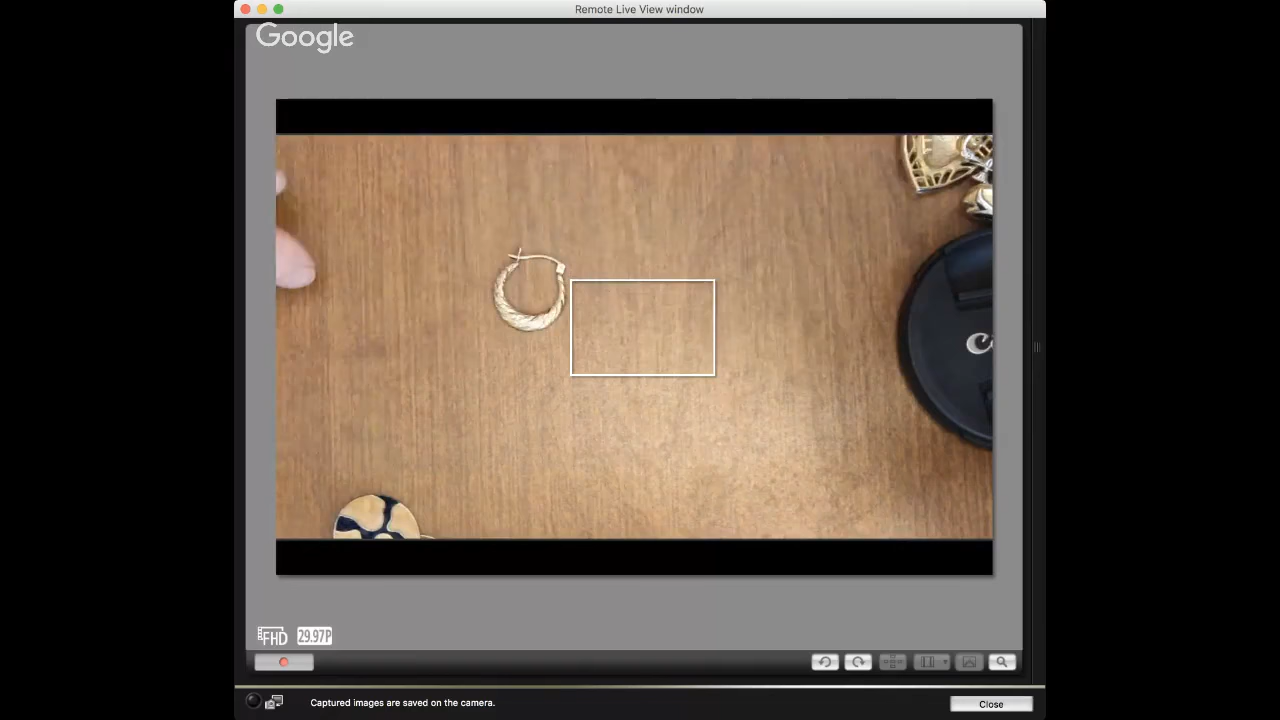 Remote Live View window
Google
FHD 29.97P
Captured images are saved on the camera.
Close